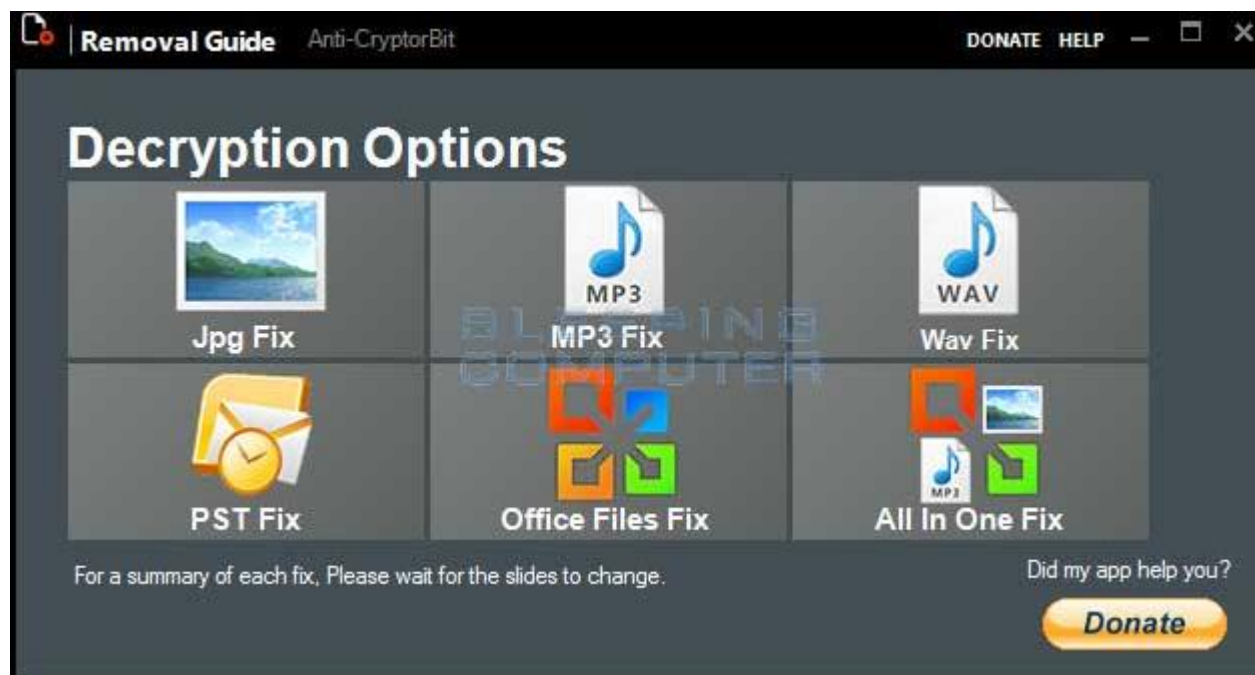 Removal Guide Anti-CryptorBit DONATE HELP
Decryption Options
Jpg Fix
MP3
MP3 Fix
WAV
Wav Fix
BLEEPING
COMPUTER
PST Fix
Office Files Fix
MP3
All In One Fix
For a summary of each fix, Please wait for the slides to change.
Did my app help you?
Donate